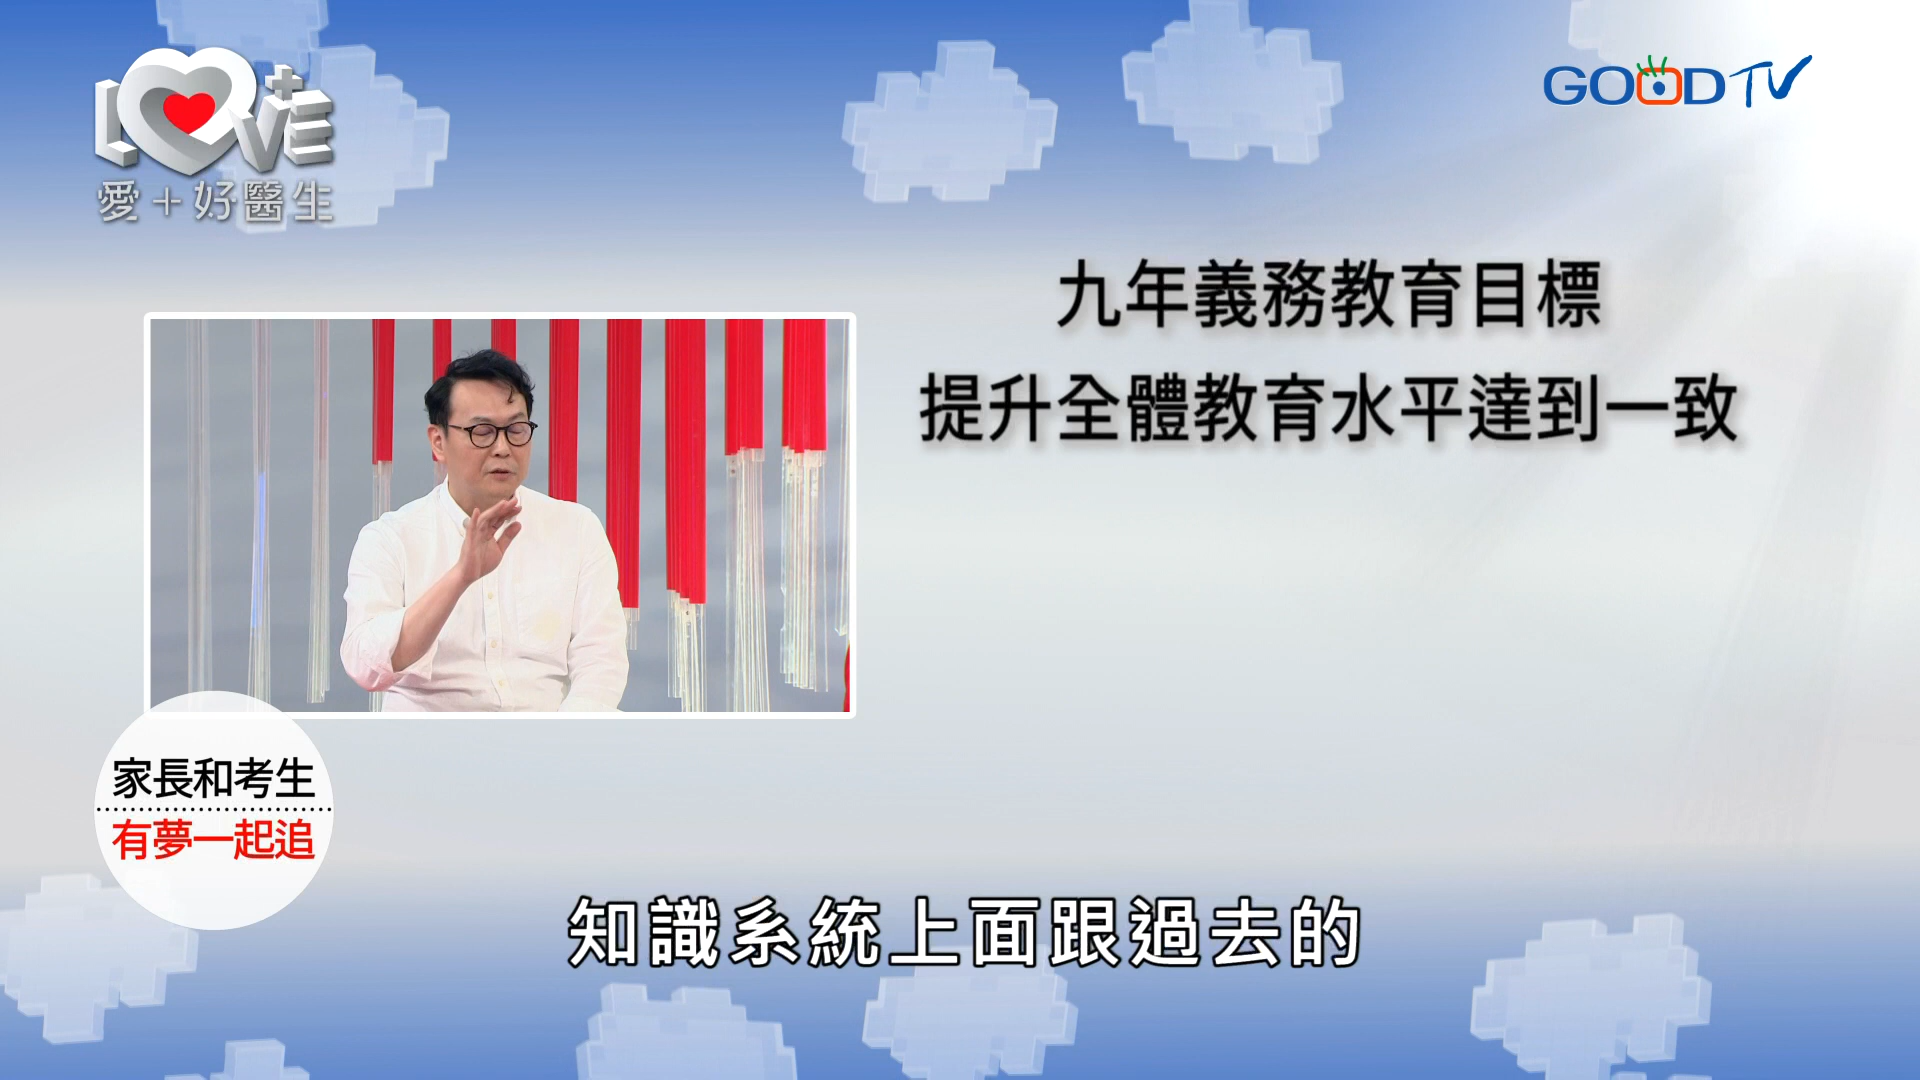 LOVE
愛+好醫生
GOODTV
九年義務教育目標
提升全體教育水平達到一致
家長和考生
有夢一起追
知識系統上面跟過去的